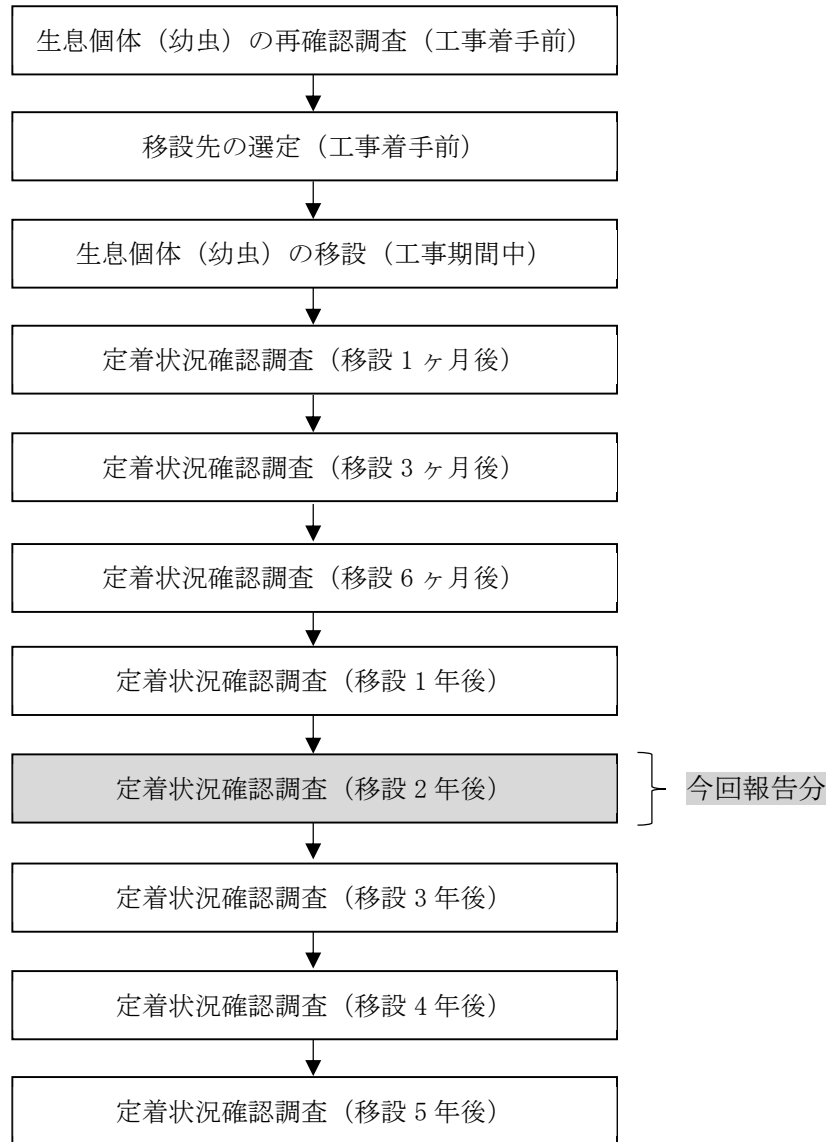 生息個体（幼虫）の再確認調査（工事着手前）
移設先の選定（工事着手前）
生息個体（幼虫）の移設（工事期間中）
定着状況確認調査（移設 1 ヶ月後）
定着状況確認調査（移設 3 ヶ月後）
定着状況確認調査（移設 6 ヶ月後）
定着状況確認調査（移設 1 年後）
定着状況確認調査（移設 2 年後）
今回報告分
定着状況確認調査（移設 3 年後）
定着状況確認調査（移設 4 年後）
定着状況確認調査（移設 5 年後）